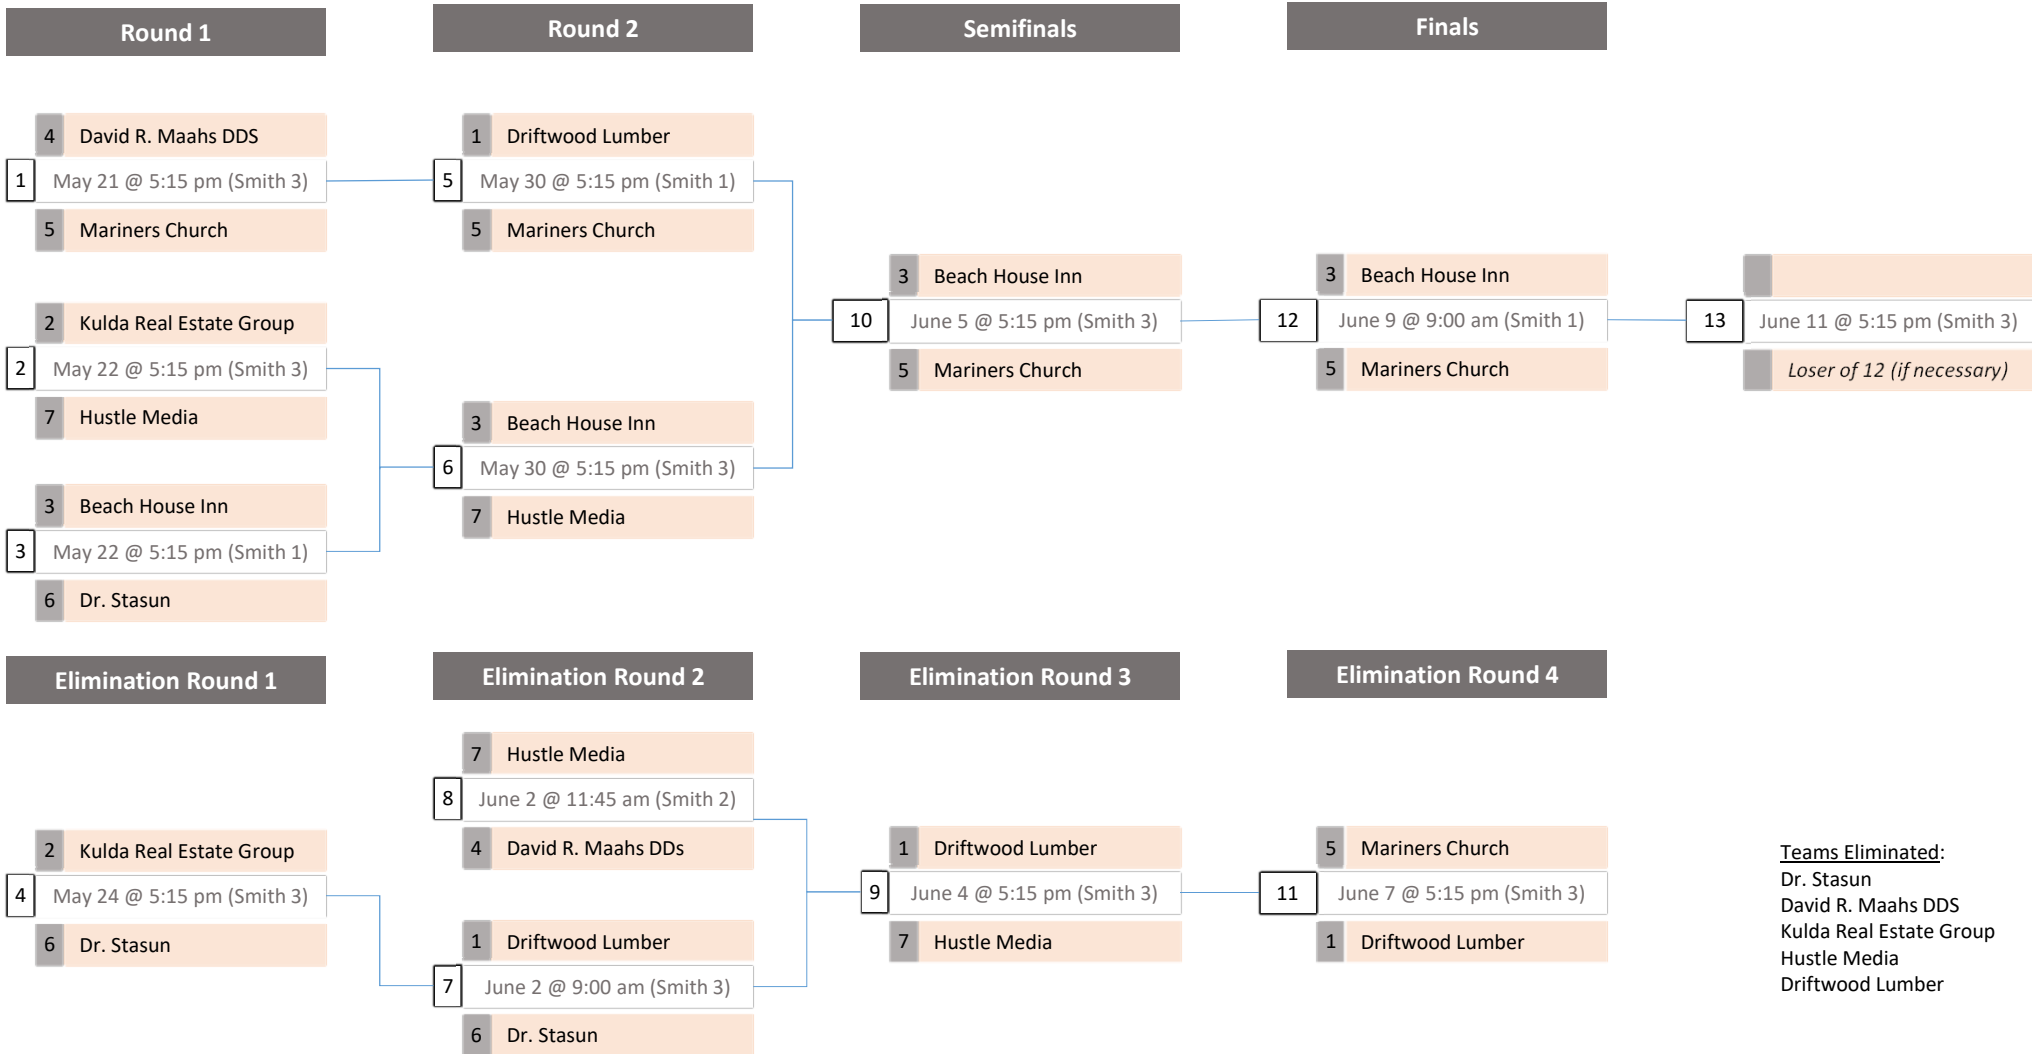 Round 1
Round 2
Semifinals
Finals
4 David R. Maahs DDS
1 May 21 @ 5:15 pm (Smith 3)
5 Mariners Church
2 Kulda Real Estate Group
2 May 22 @ 5:15 pm (Smith 3)
7 Hustle Media
3 Beach House Inn
3 May 22 @ 5:15 pm (Smith 1)
6 Dr. Stasun
1 Driftwood Lumber
5 May 30 @ 5:15 pm (Smith 1)
5 Mariners Church
3 Beach House Inn
6 May 30 @ 5:15 pm (Smith 3)
7 Hustle Media
3 Beach House Inn
10 June 5 @ 5:15 pm (Smith 3)
5 Mariners Church
3 Beach House Inn
12 June 9 @ 9:00 am (Smith 1)
5 Mariners Church
13 June 11 @ 5:15 pm (Smith 3)
Loser of 12 (if necessary)
Elimination Round 1
Elimination Round 2
Elimination Round 3
Elimination Round 4
2 Kulda Real Estate Group
4 May 24 @ 5:15 pm (Smith 3)
6 Dr. Stasun
7 Hustle Media
8 June 2 @ 11:45 am (Smith 2)
4 David R. Maahs DDs
1 Driftwood Lumber
7 June 2 @ 9:00 am (Smith 3)
6 Dr. Stasun
1 Driftwood Lumber
9 June 4 @ 5:15 pm (Smith 3)
7 Hustle Media
5 Mariners Church
11 June 7 @ 5:15 pm (Smith 3)
1 Driftwood Lumber
Teams Eliminated:
Dr. Stasun
David R. Maahs DDS
Kulda Real Estate Group
Hustle Media
Driftwood Lumber